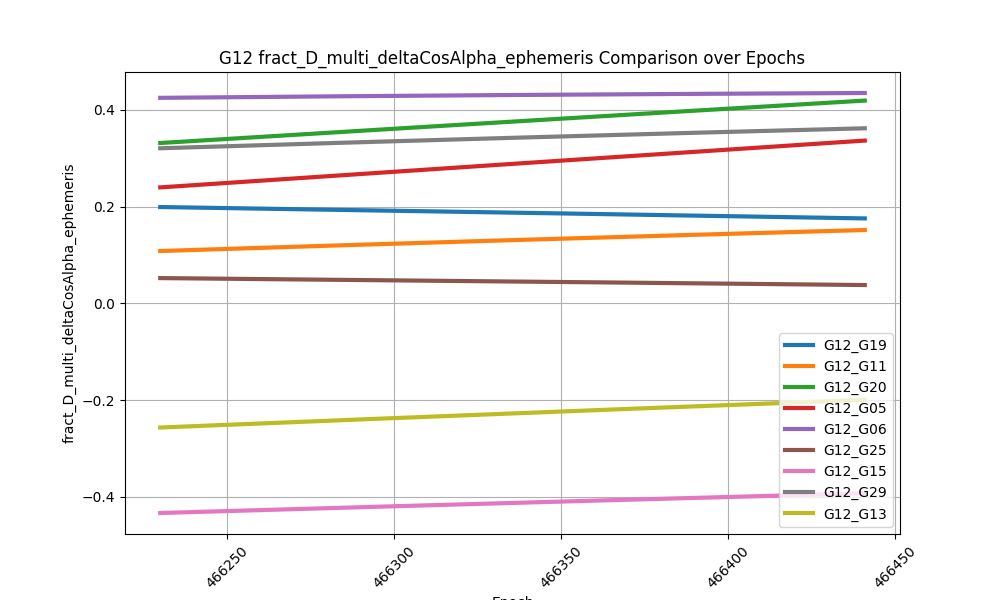 G12 fract_D_multi_deltaCosAlpha_ephemeris Comparison over Epochs
fract_D_multi_deltaCosAlpha_ephemeris
0.4
0.2
0.0
−0.2
−0.4
G12_G19
G12_G11
G12_G20
G12_G05
G12_G06
G12_G25
G12_G15
G12_G29
G12_G13
466250
466300
466350
466400
466450
Epoch